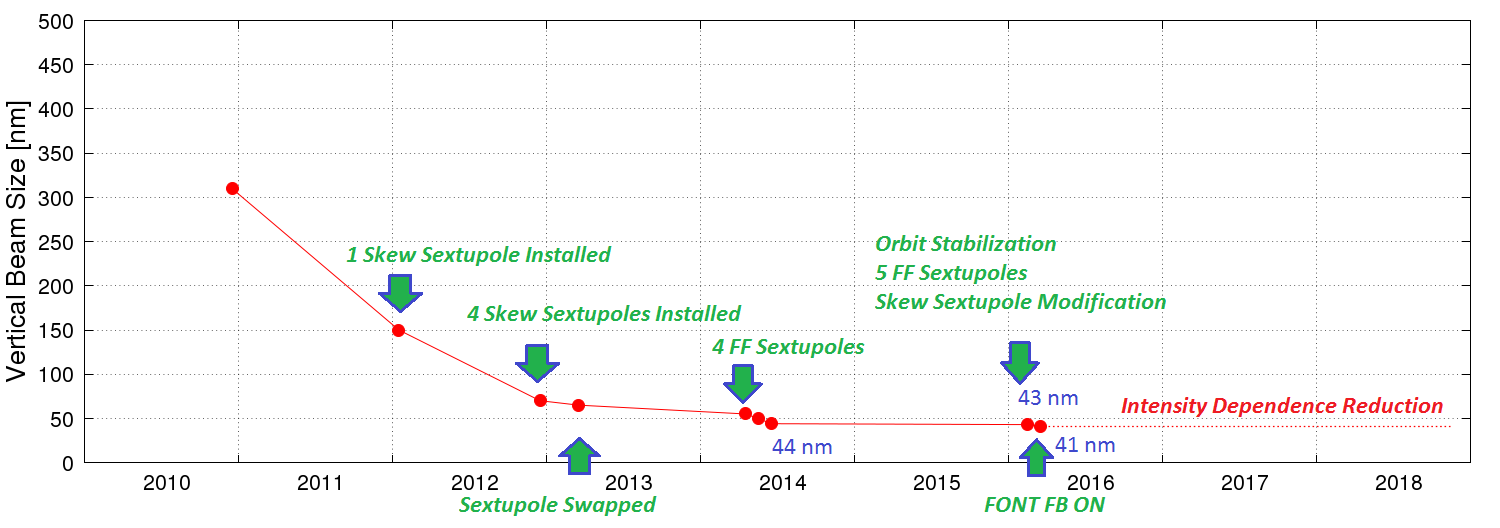 500
450
400
350
300
250
200
150
100
50
0
Vertical Beam Size [nm]
1 Skew Sextupole Installed
4 Skew Sextupoles Installed
4 FF Sextupoles
Orbit Stabilization
5 FF Sextupoles
Skew Sextupole Modification
43 nm
Intensity Dependence Reduction
44 nm
41 nm
2010 2011 2012 2013 2014 2015 2016 2017 2018
Sextupole Swapped
FONT FB ON